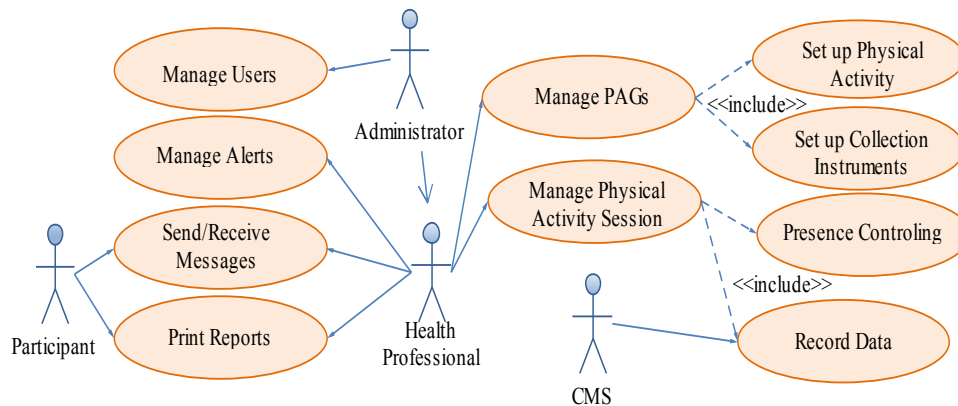 Manage Users
Administrator
Manage PAGs
Set up Physical
Activity
<<include>>
Set up Collection
Instruments
Manage Alerts
Manage Physical
Activity Session
Send/Receive
Messages
Presence Controling
<<include>>
Participant
Print Reports
Health
Professional
CMS
Record Data